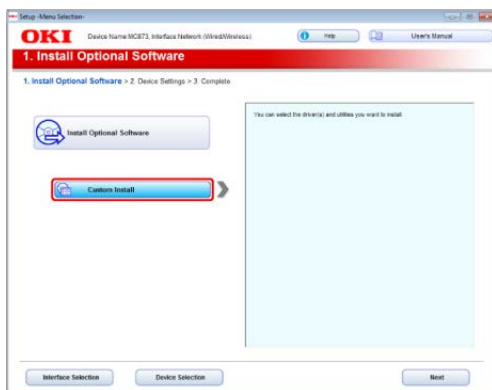 Setup -Menu Selection-
OKI
Device Name:MC873, Interface:Network (Wired/Wireless)
Help
User's Manual
1. Install Optional Software
1. Install Optional Software > 2. Device Settings > 3. Complete
Install Optional Software
You can select the driver(s) and utilities you want to install.
Custom Install
Interface Selection
Device Selection
Next